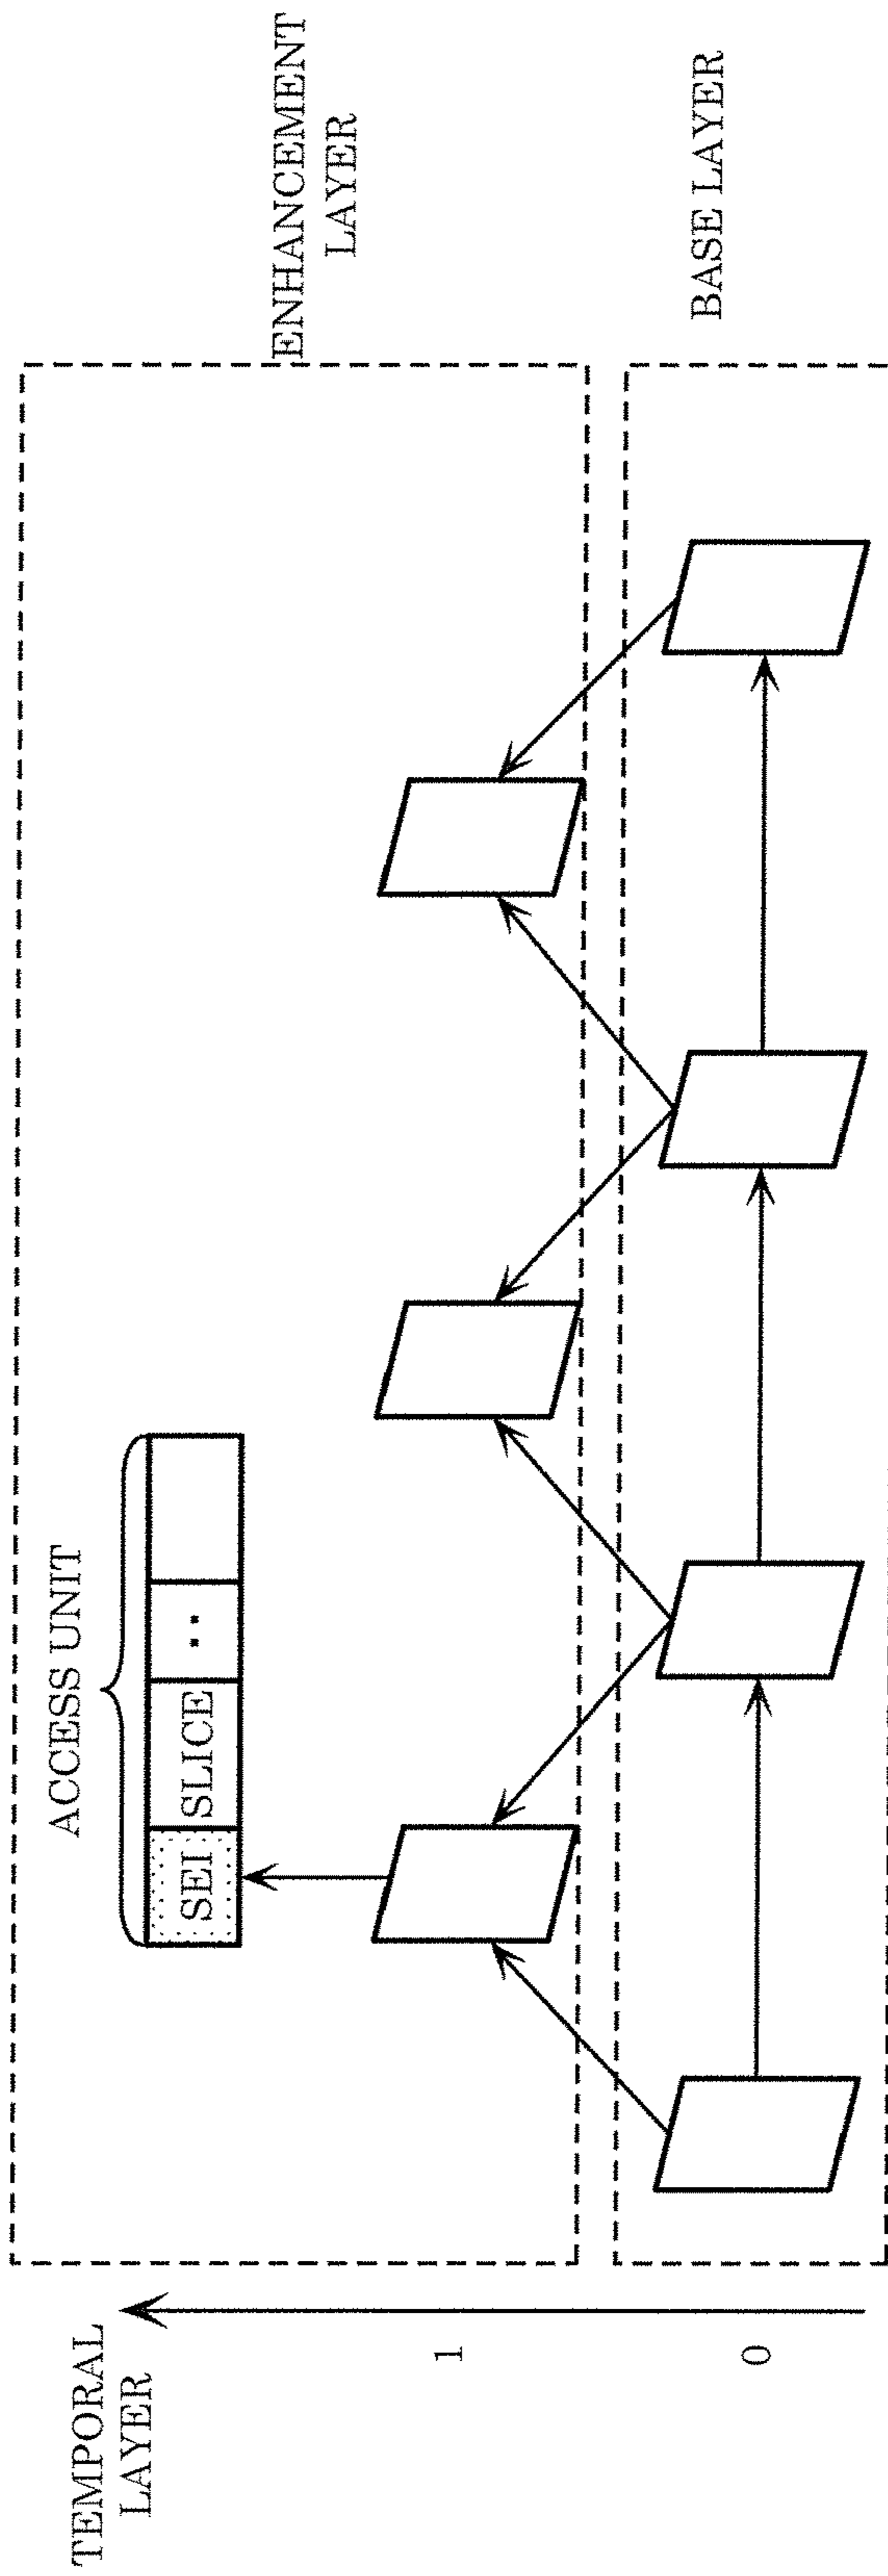 TEMPORAL
LAYER
1
0
ACCESS UNIT
SEI
SLICE
..
ENHANCEMENT
LAYER
BASE LAYER